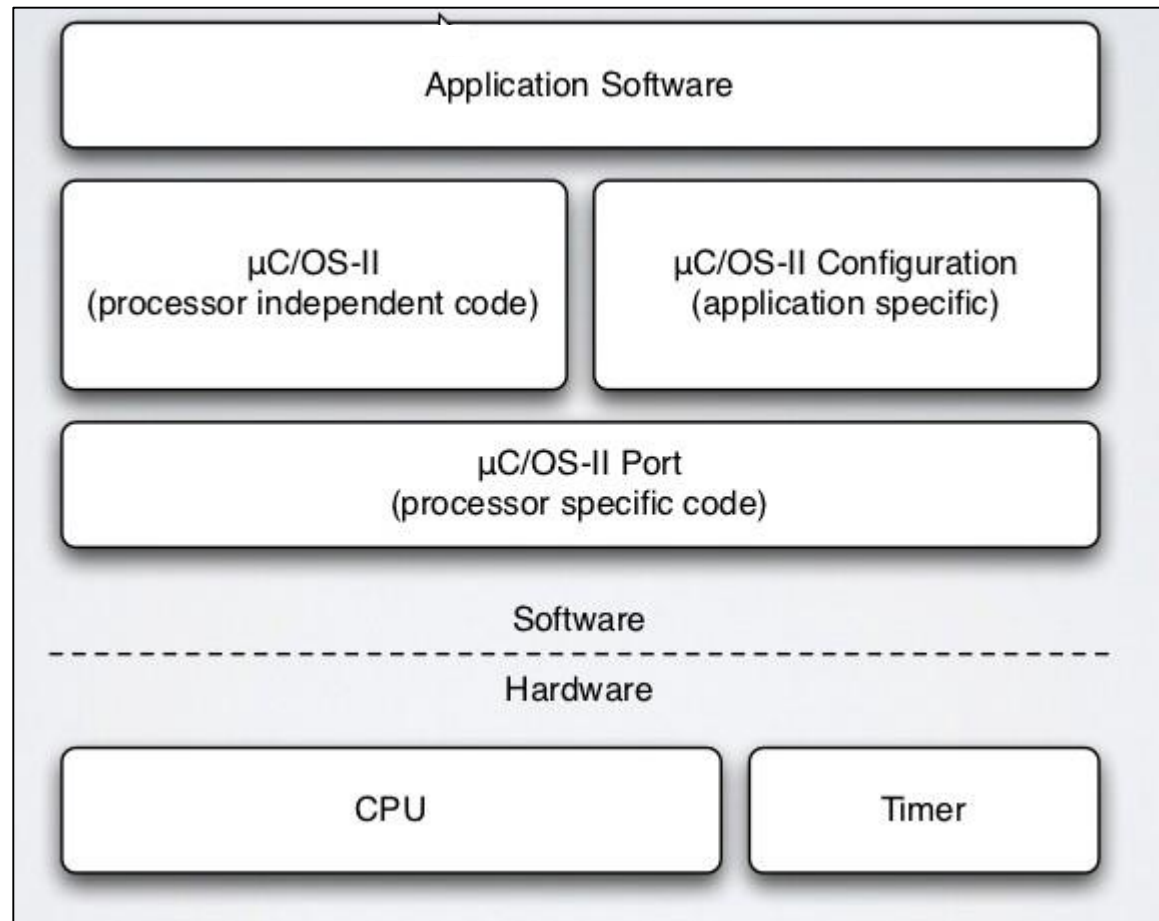 Application Software
µC/OS-II
(processor independent code)
µC/OS-II Configuration
(application specific)
µC/OS-II Port
(processor specific code)
Software
Hardware
CPU
Timer